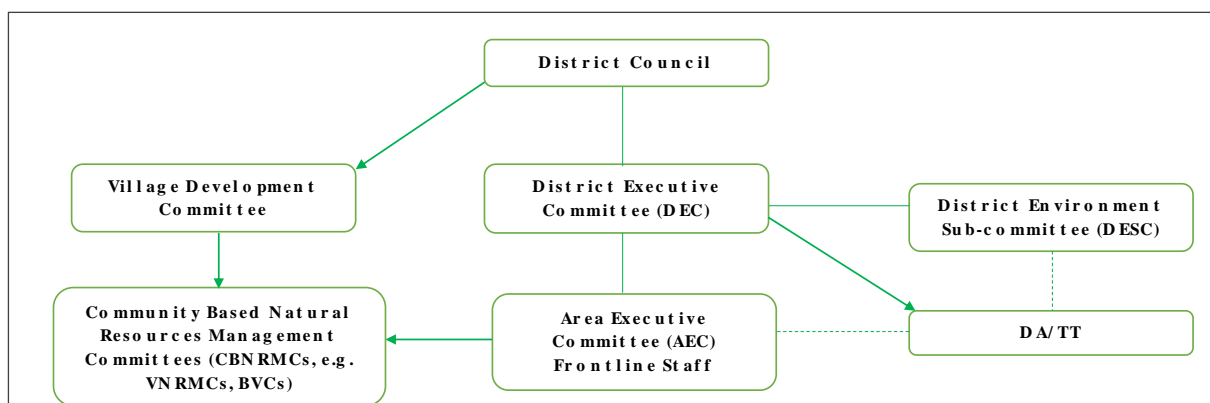 District Council
Village Development
Committee
District Executive
Committee (DEC)
District Environment
Sub-committee (DESC)
Community Based Natural
Resources Management
Committees (CBNRMCs, e.g.
VNRMCs, BVCs)
Area Executive
Committee (AEC)
Frontline Staff
DA/TT